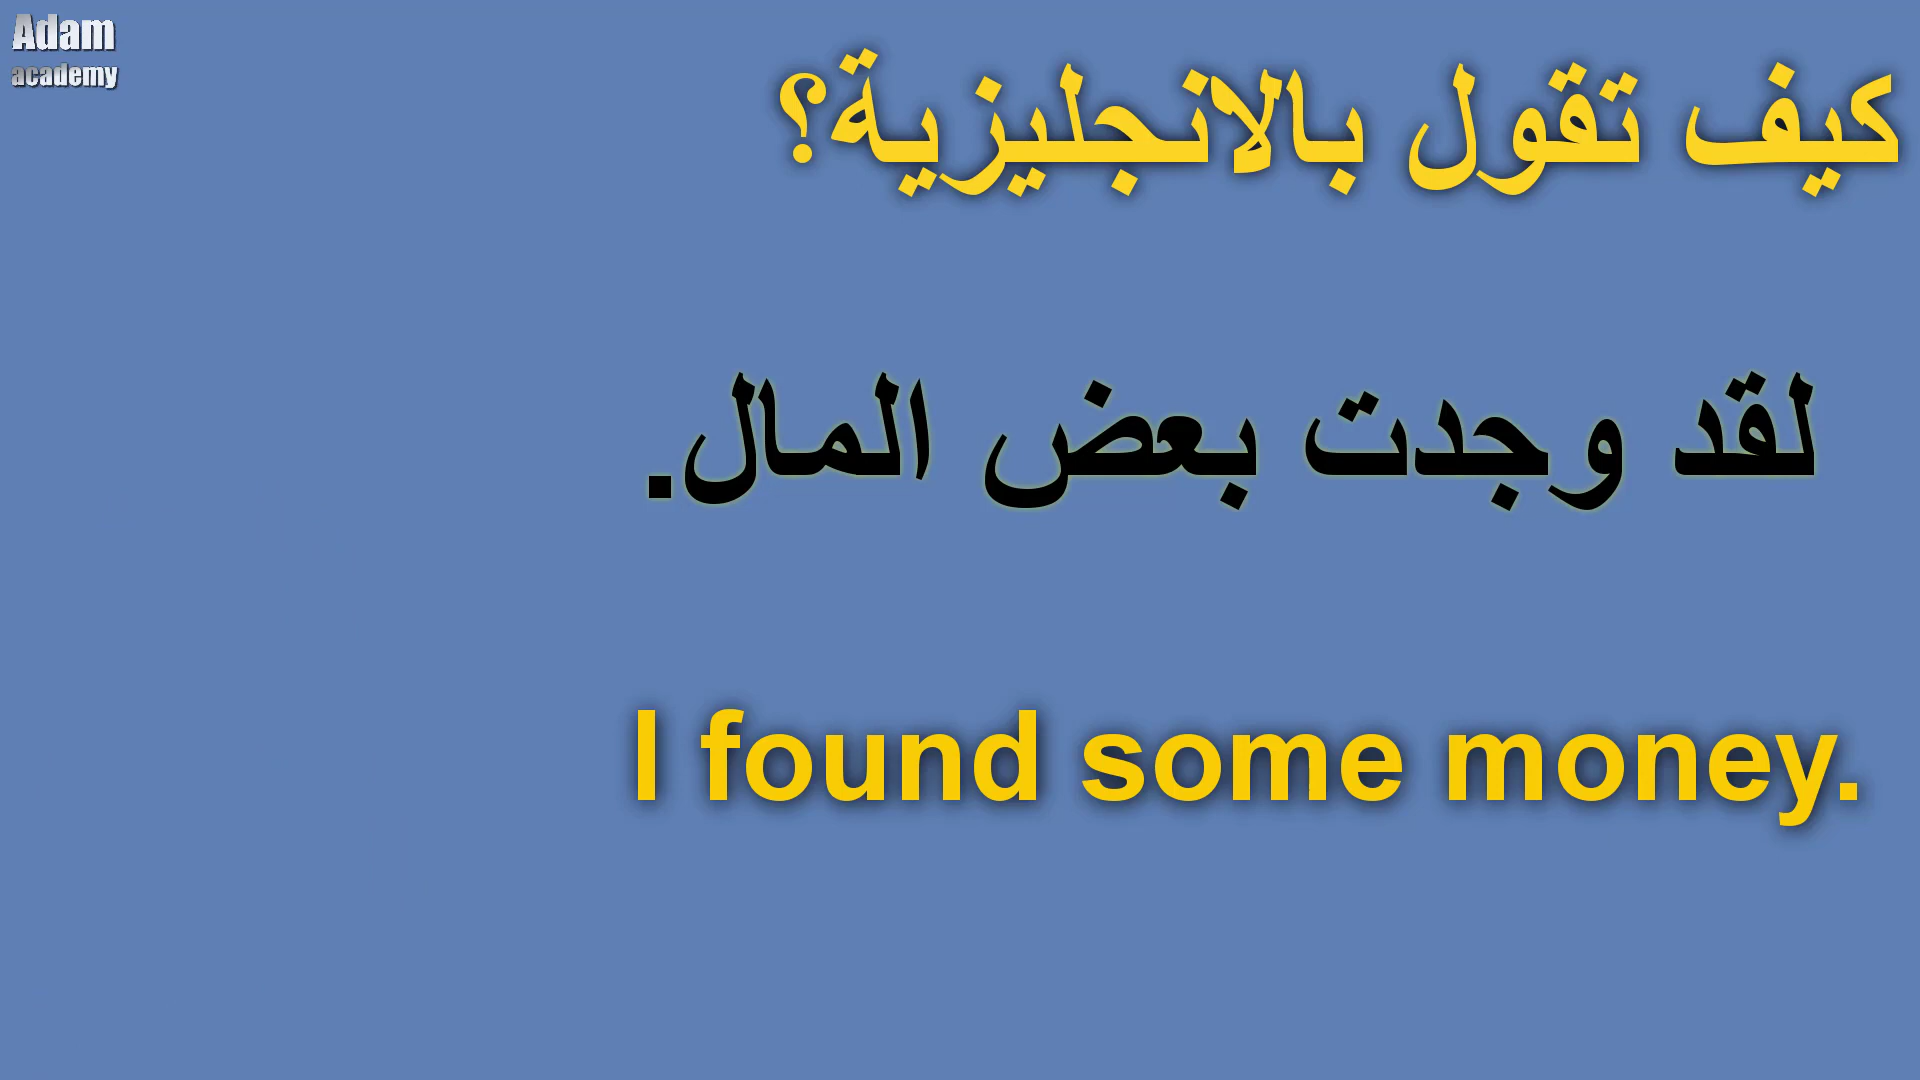 Adam
academy
كيف تقول بالانجليزية؟
لقد وجدت بعض المال.
I found some money.